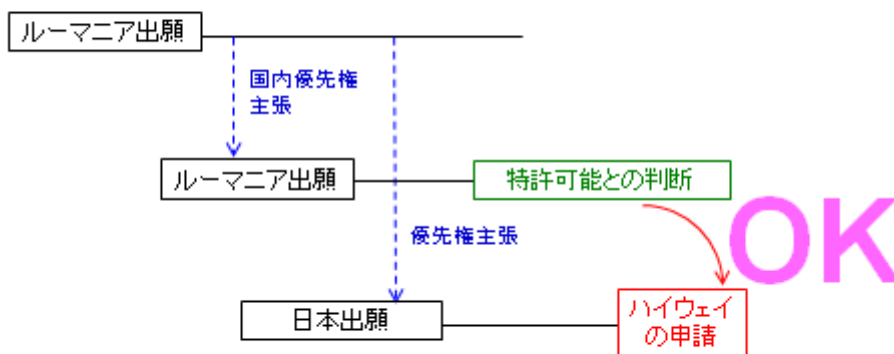 ルーマニア出願
国内優先権
主張
ルーマニア出願
特許可能との判断
OK
優先権主張
日本出願
ハイウェイ
の申請